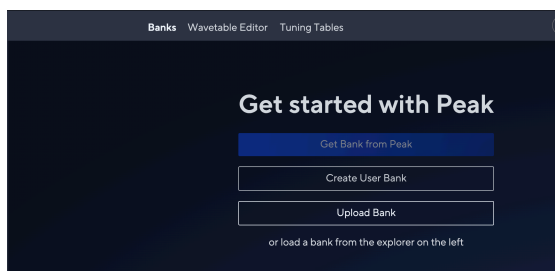 Banks Wavetable Editor Tuning Tables
Get started with Peak
Get Bank from Peak
Create User Bank
Upload Bank
or load a bank from the explorer on the left